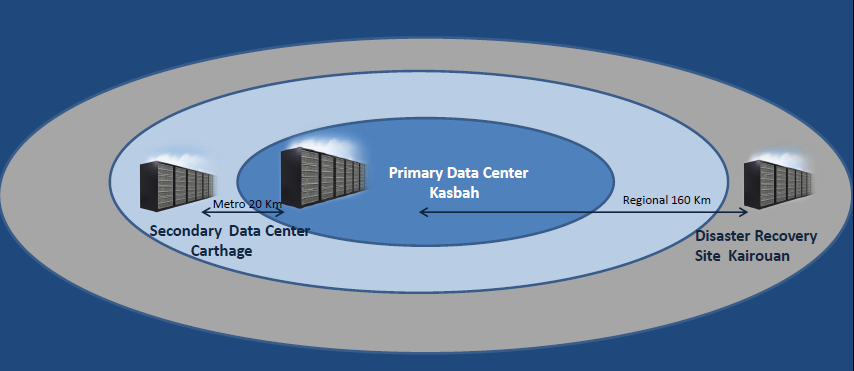 Primary Data Center
Kasbah
Metro 20 Km
Regional 160 Km
Secondary Data Center
Carthage
Disaster Recovery
Site Kairouan